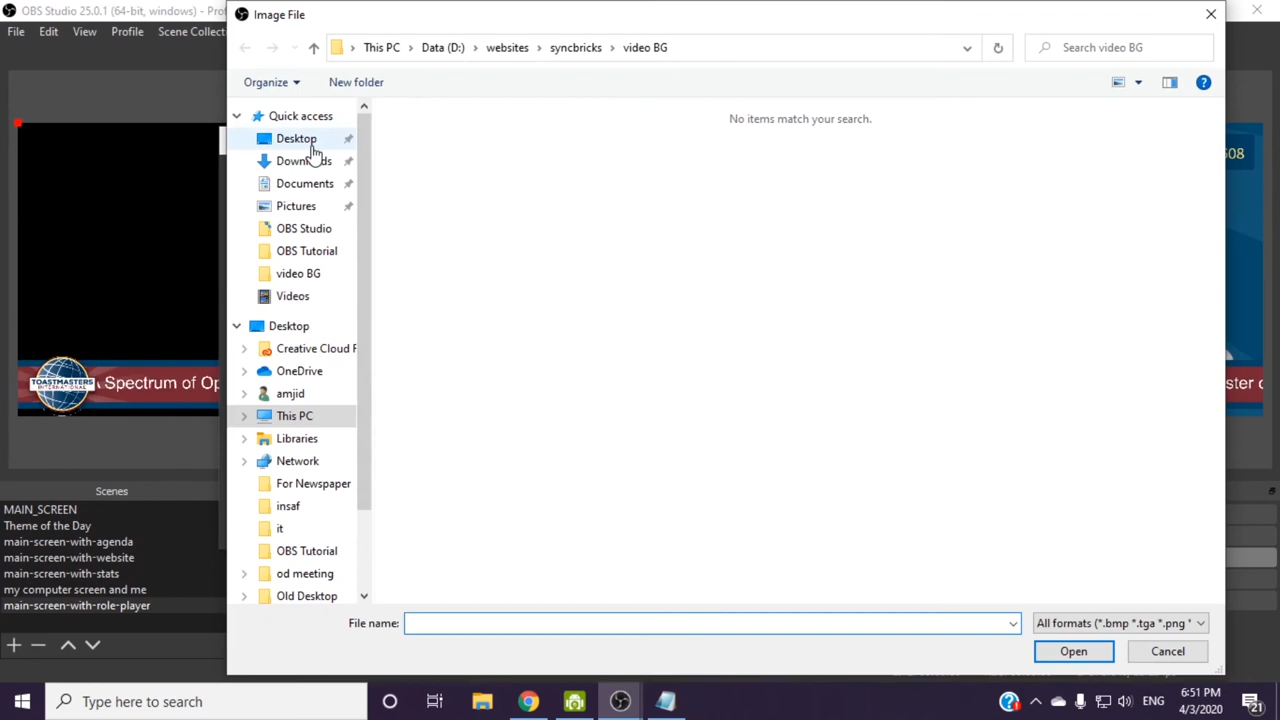 OBS Studio 25.0.1 (64-bit, windows) - Prof
File Edit View Profile Scene Collecti
Image File
This PC > Data (D:) > websites > syncbricks > video BG
Search video BG
Organize
New folder
No items match your search.
Quick access
Desktop
Downloads
Documents
Pictures
OBS Studio
OBS Tutorial
video BG
Videos
Desktop
Creative Cloud F
OneDrive
amjid
This PC
Libraries
Network
For Newspaper
insaf
it
OBS Tutorial
od meeting
Old Desktop
508
TOASTMASTERS
INTERNATIONAL
A Spectrum of Op
ster o
Scenes
MAIN_SCREEN
Theme of the Day
main-screen-with-agenda
main-screen-with-website
main-screen-with-stats
my computer screen and me
main-screen-with-role-player
File name:
All formats (*.bmp *.tga *.png *
Open
Cancel
Type here to search
ENG
6:51 PM
4/3/2020
21